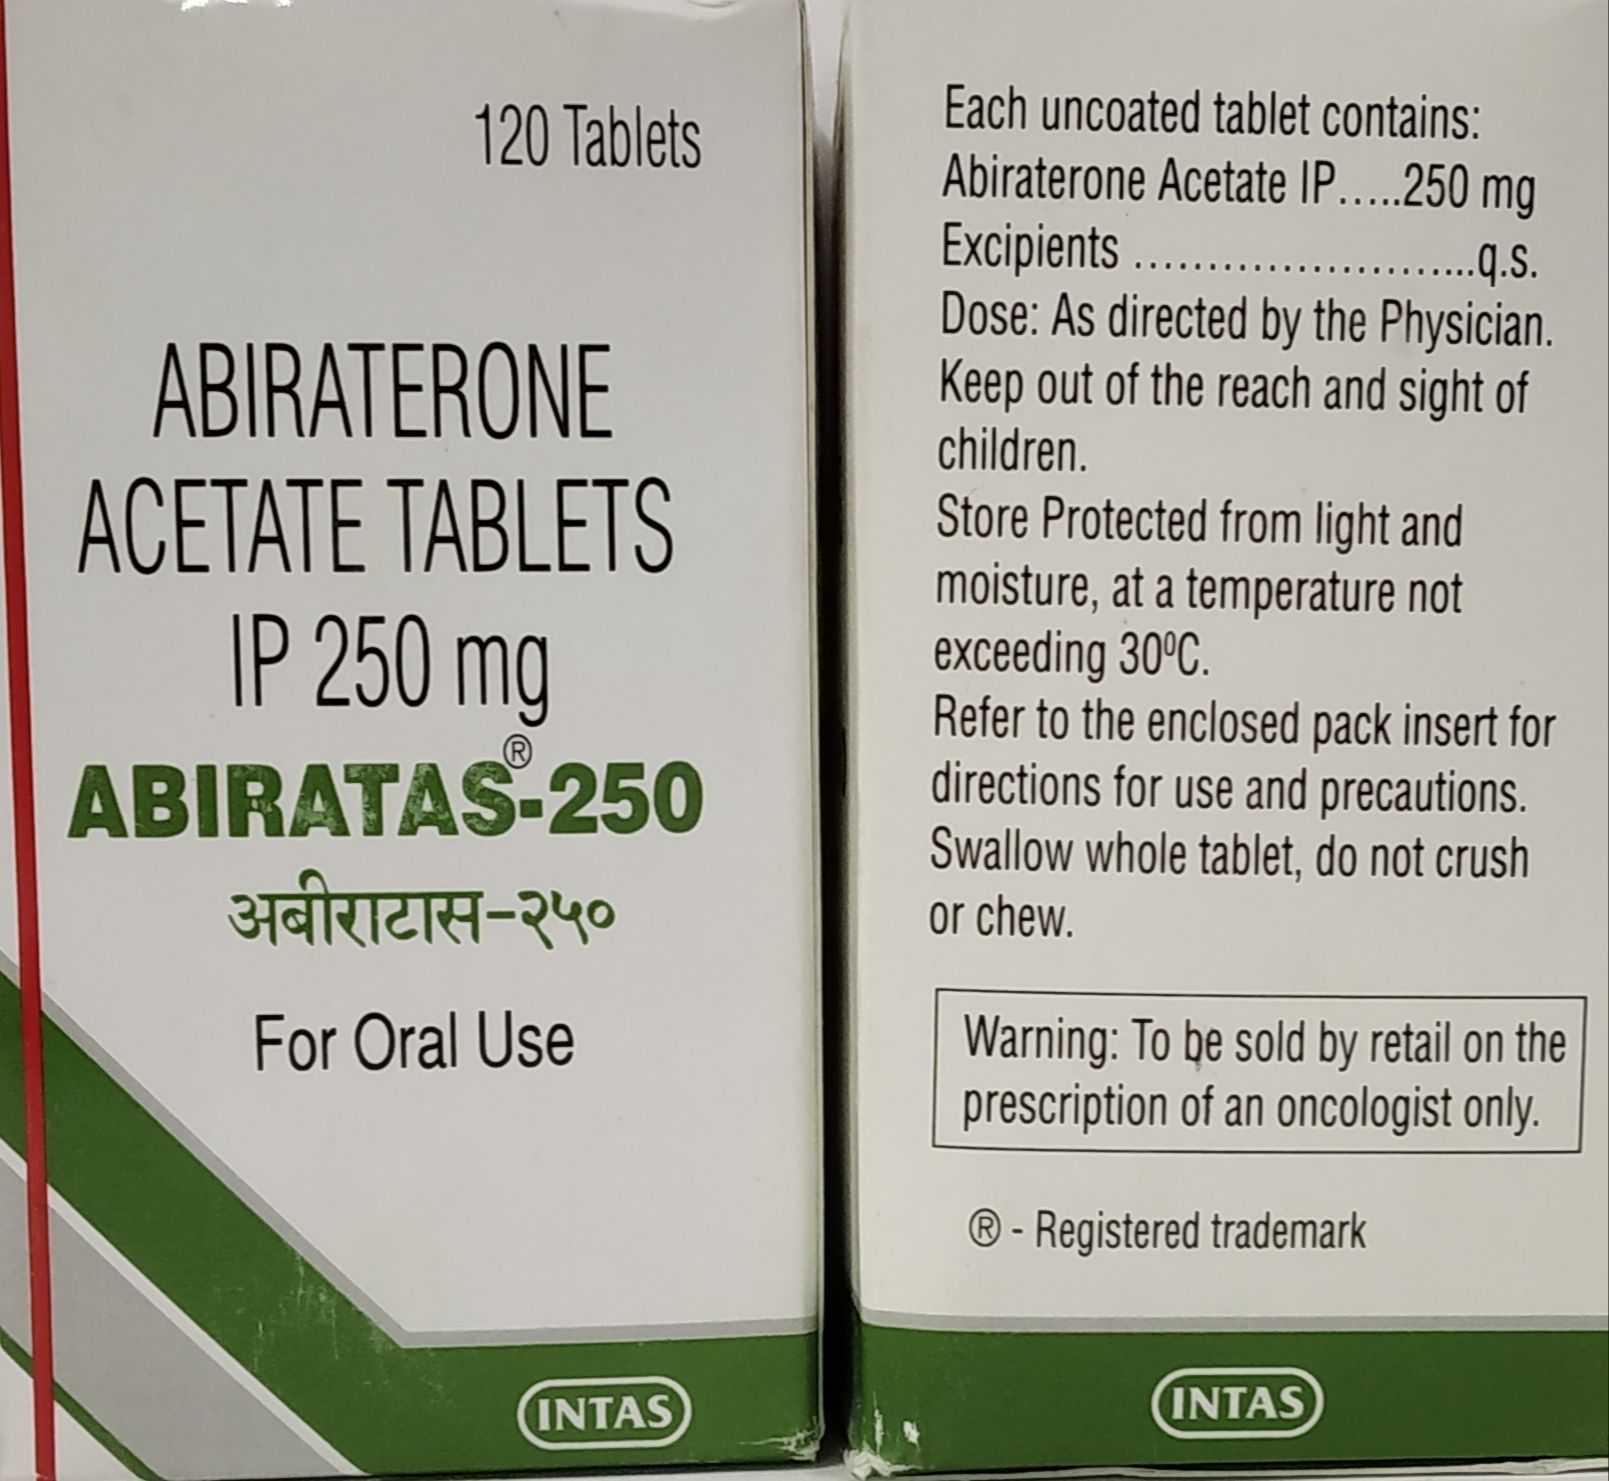 120 Tablets
ABIRATERONE
ACETATE TABLETS
IP 250 mg
ABIRATAS®-250
अबीराटास-२५०
For Oral Use
INTAS
Each uncoated tablet contains:
Abiraterone Acetate IP.....250 mg
Excipients ..........................q.s.
Dose: As directed by the Physician.
Keep out of the reach and sight of
children.
Store Protected from light and
moisture, at a temperature not
exceeding 30⁰C.
Refer to the enclosed pack insert for
directions for use and precautions.
Swallow whole tablet, do not crush
or chew.
Warning: To be sold by retail on the
prescription of an oncologist only.
® - Registered trademark
INTAS